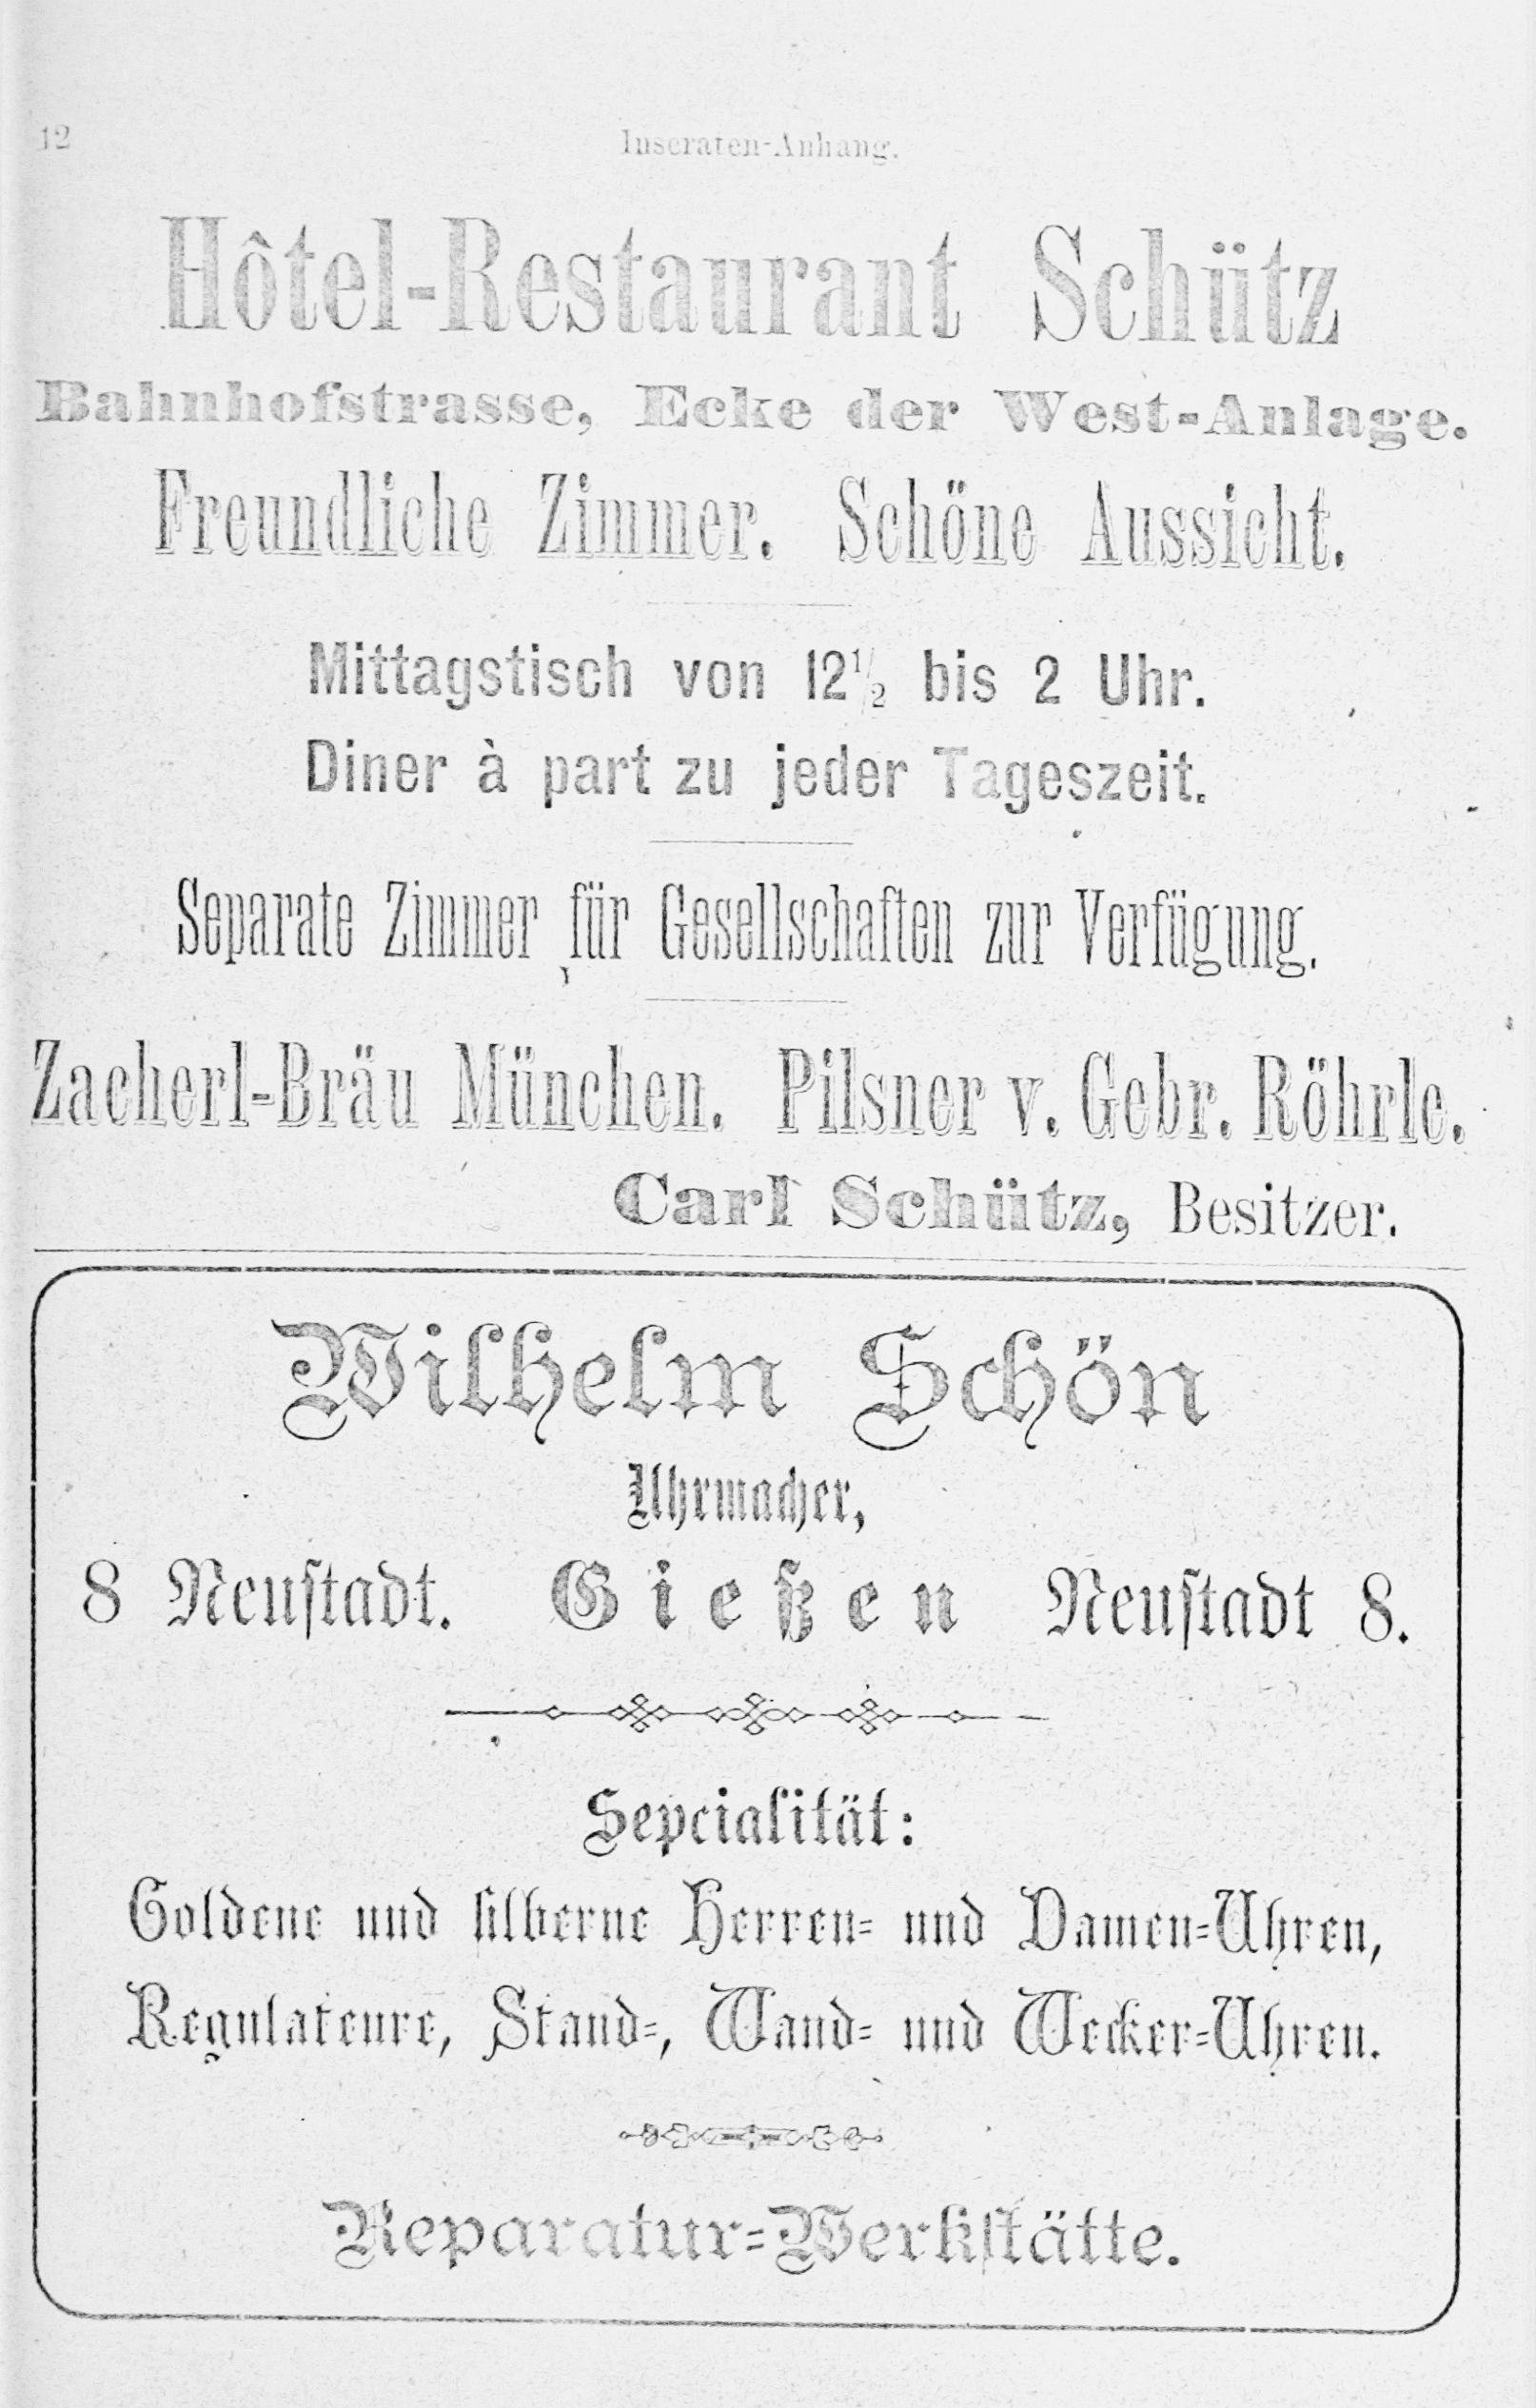 12
Inseraten-Anhang.
Hôtel-Restaurant Schütz
Bahnhofstrasse, Ecke der West-Anlage.
Freundliche Zimmer. Schöne Aussicht.
Mittagstisch von 12½ bis 2 Uhr.
Diner à part zu jeder Tageszeit.
Separate Zimmer für Gesellschaften zur Verfügung.
Zacherl-Bräu München. Pilsner v. Gebr. Röhrle.
Carl Schütz, Besitzer.
Wilhelm Schön
Uhrmacher,
8 Neustadt. Gießen Neustadt 8.
Sepcialität:
Goldene und silberne Herren- und Damen-Uhren,
Regulateure, Stand-, Wand- und Wecker-Uhren.
Reparatur-Werkstätte.